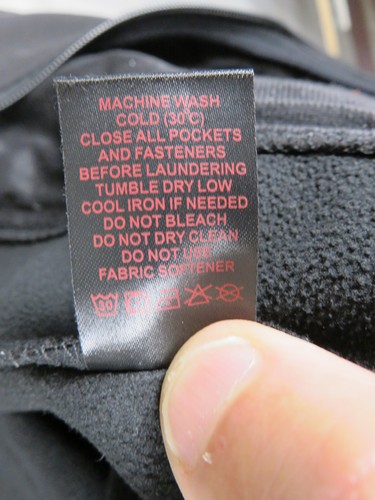 MACHINE WASH
COLD (30°C)
CLOSE ALL POCKETS
AND FASTENERS
BEFORE LAUNDERING
TUMBLE DRY LOW
COOL IRON IF NEEDED
DO NOT BLEACH
DO NOT DRY CLEAN
DO NOT USE
FABRIC SOFTENER
30